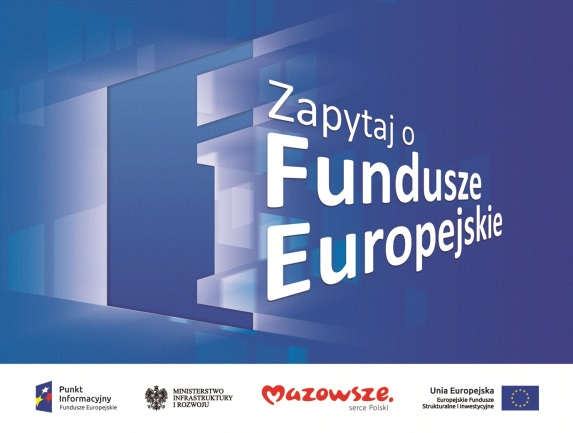 Zapytaj o
Fundusze
Europejskie
Punkt
Informacyjny
Fundusze Europejskie
MINISTERSTWO
INFRASTRUKTURY
I ROZWOJU
Mazowsze.
serce Polski
Unia Europejska
Europejskie Fundusze
Strukturalne i Inwestycyjne